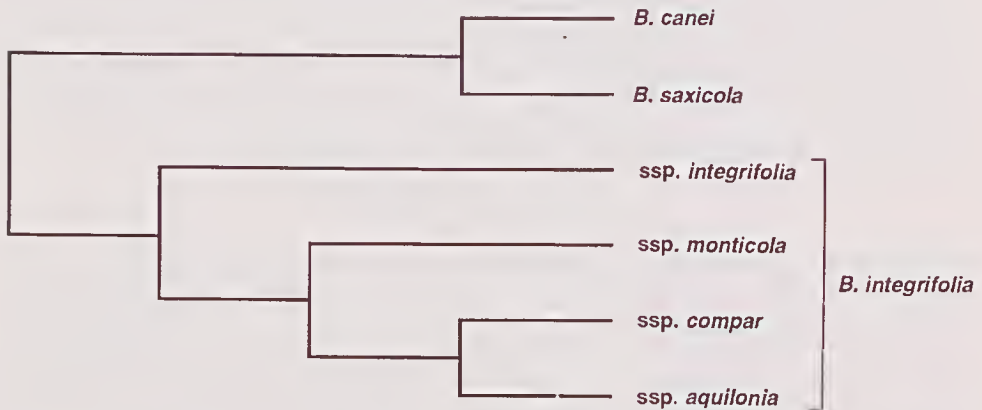 B. canei
B. saxicola
ssp. integrifolia
ssp. monticola
B. integrifolia
ssp. compar
ssp. aquilonia